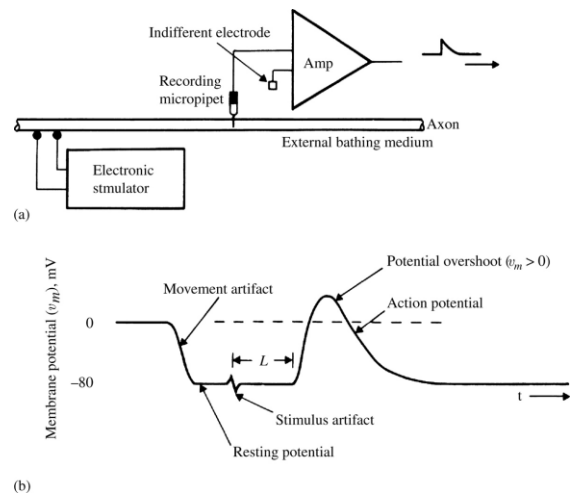 Indifferent electrode
Amp
Recording
micropipet
Axon
External bathing medium
Electronic
stmulator
(a)
Membrane potential (vm), mV
Potential overshoot (vm > 0)
Movement artifact
Action potential
0
L
–80
t
Stimulus artifact
Resting potential
(b)